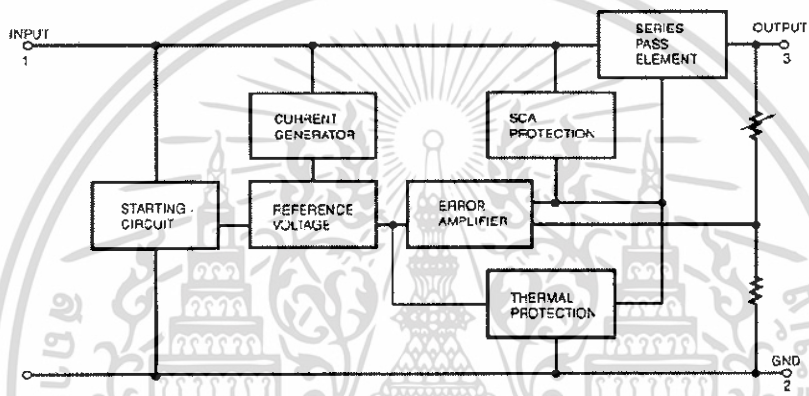 INPUT
1
SERIES
PASS
ELEMENT
OUTPUT
3
CURRENT
GENERATOR
SOA
PROTECTION
STARTING
CIRCUIT
REFERENCE
VOLTAGE
ERROR
AMPLIFIER
THERMAL
PROTECTION
GND
2